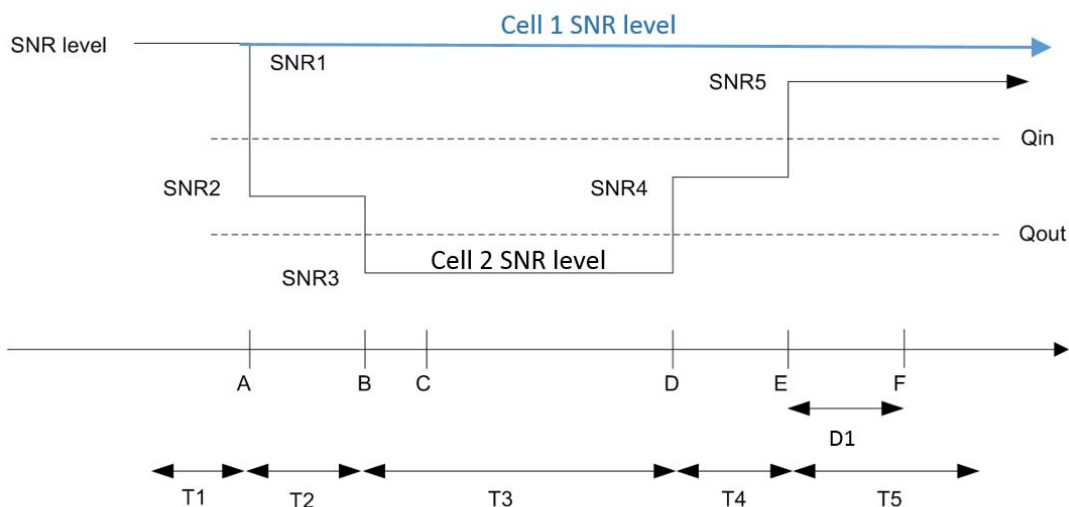 Cell 1 SNR level
SNR level
SNR1
SNR5
Qin
SNR2
SNR4
Qout
Cell 2 SNR level
SNR3
A B C D E F
D1
T1 T2 T3 T4 T5